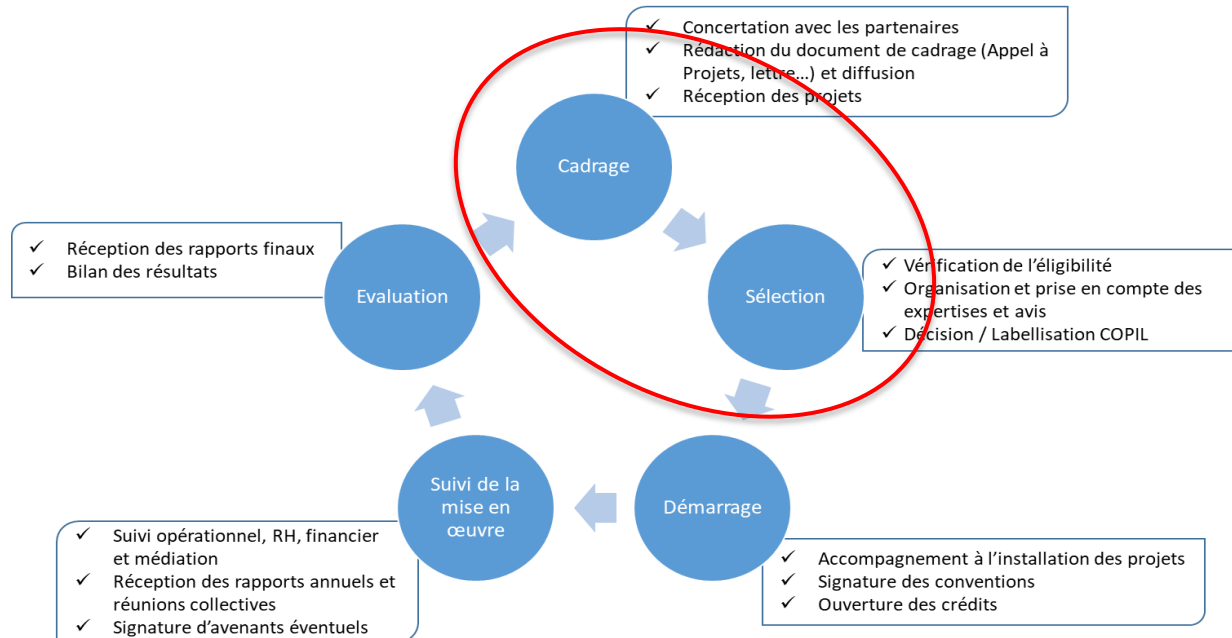 ✓ Concertation avec les partenaires
✓ Rédaction du document de cadrage (Appel à
Projets, lettre…) et diffusion
✓ Réception des projets
Cadrage
✓ Vérification de l’éligibilité
✓ Organisation et prise en compte des
expertises et avis
✓ Décision / Labellisation COPIL
Sélection
✓ Réception des rapports finaux
✓ Bilan des résultats
Evaluation
Suivi de la
mise en
œuvre
Démarrage
✓ Suivi opérationnel, RH, financier
et médiation
✓ Réception des rapports annuels et
réunions collectives
✓ Signature d’avenants éventuels
✓ Accompagnement à l’installation des projets
✓ Signature des conventions
✓ Ouverture des crédits